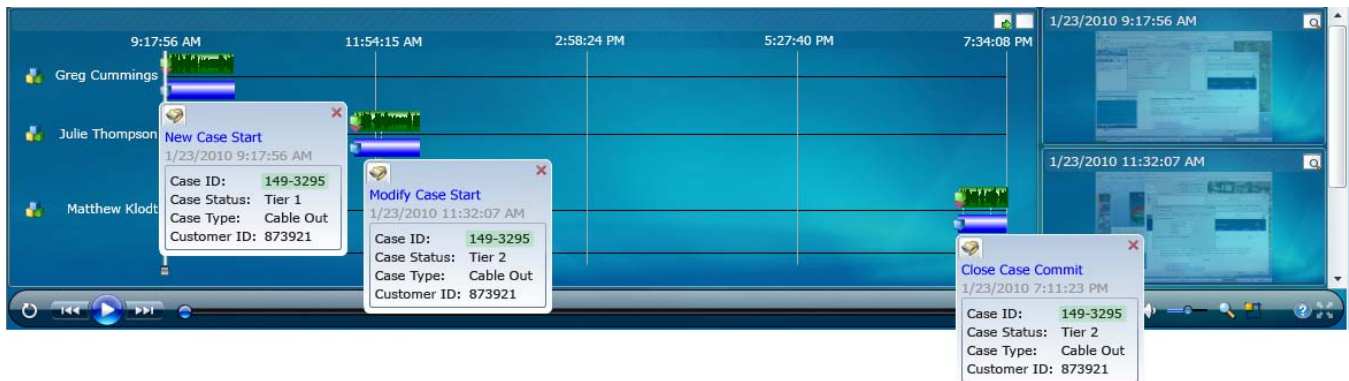 1/23/2010 9:17:56 AM
9:17:56 AM 11:54:15 AM 2:58:24 PM 5:27:40 PM 7:34:08 PM
Greg Cummings
Julie Thompson
New Case Start
1/23/2010 9:17:56 AM
Case ID: 149-3295
Case Status: Tier 1
Case Type: Cable Out
Customer ID: 873921
1/23/2010 11:32:07 AM
Modify Case Start
1/23/2010 11:32:07 AM
Case ID: 149-3295
Case Status: Tier 2
Case Type: Cable Out
Customer ID: 873921
Matthew Klodt
Close Case Commit
1/23/2010 7:11:23 PM
Case ID: 149-3295
Case Status: Tier 2
Case Type: Cable Out
Customer ID: 873921